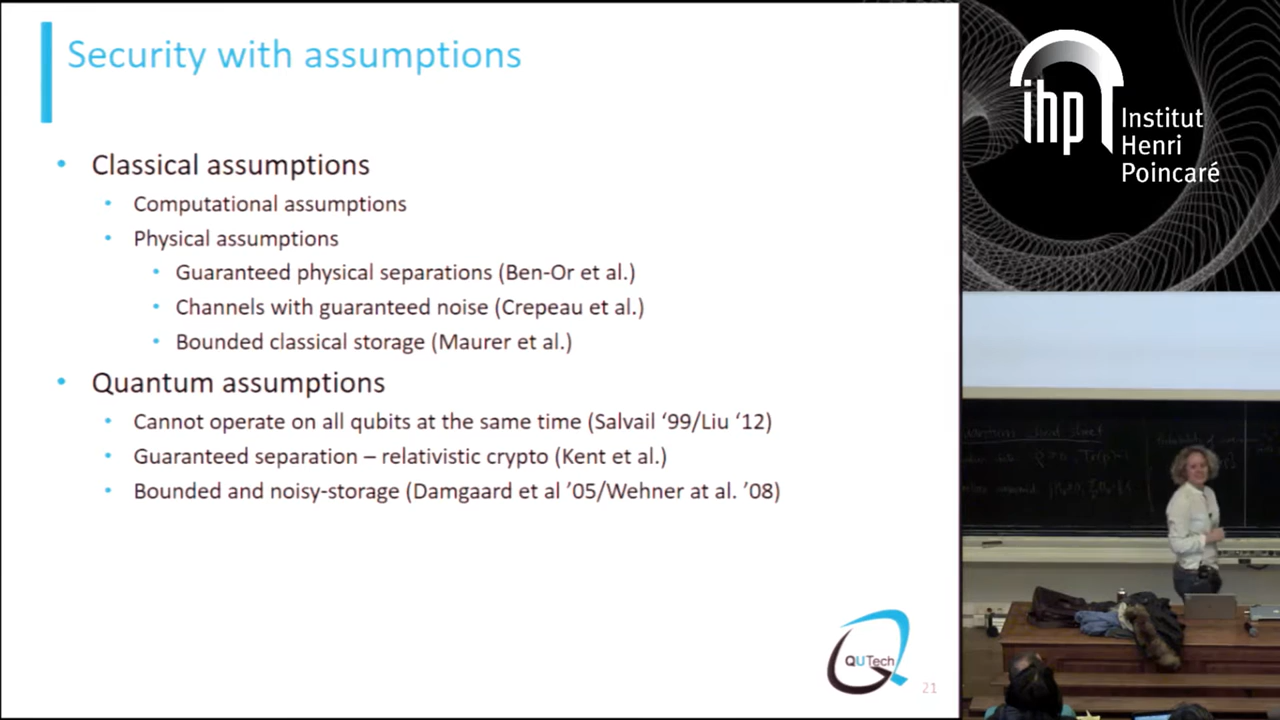 Security with assumptions
• Classical assumptions
• Computational assumptions
• Physical assumptions
• Guaranteed physical separations (Ben-Or et al.)
• Channels with guaranteed noise (Crepeau et al.)
• Bounded classical storage (Maurer et al.)
• Quantum assumptions
• Cannot operate on all qubits at the same time (Salvail ‘99/Liu ‘12)
• Guaranteed separation – relativistic crypto (Kent et al.)
• Bounded and noisy-storage (Damgaard et al ’05/Wehner at al. ’08)
QUTech
21
ihp
Institut
Henri
Poincaré